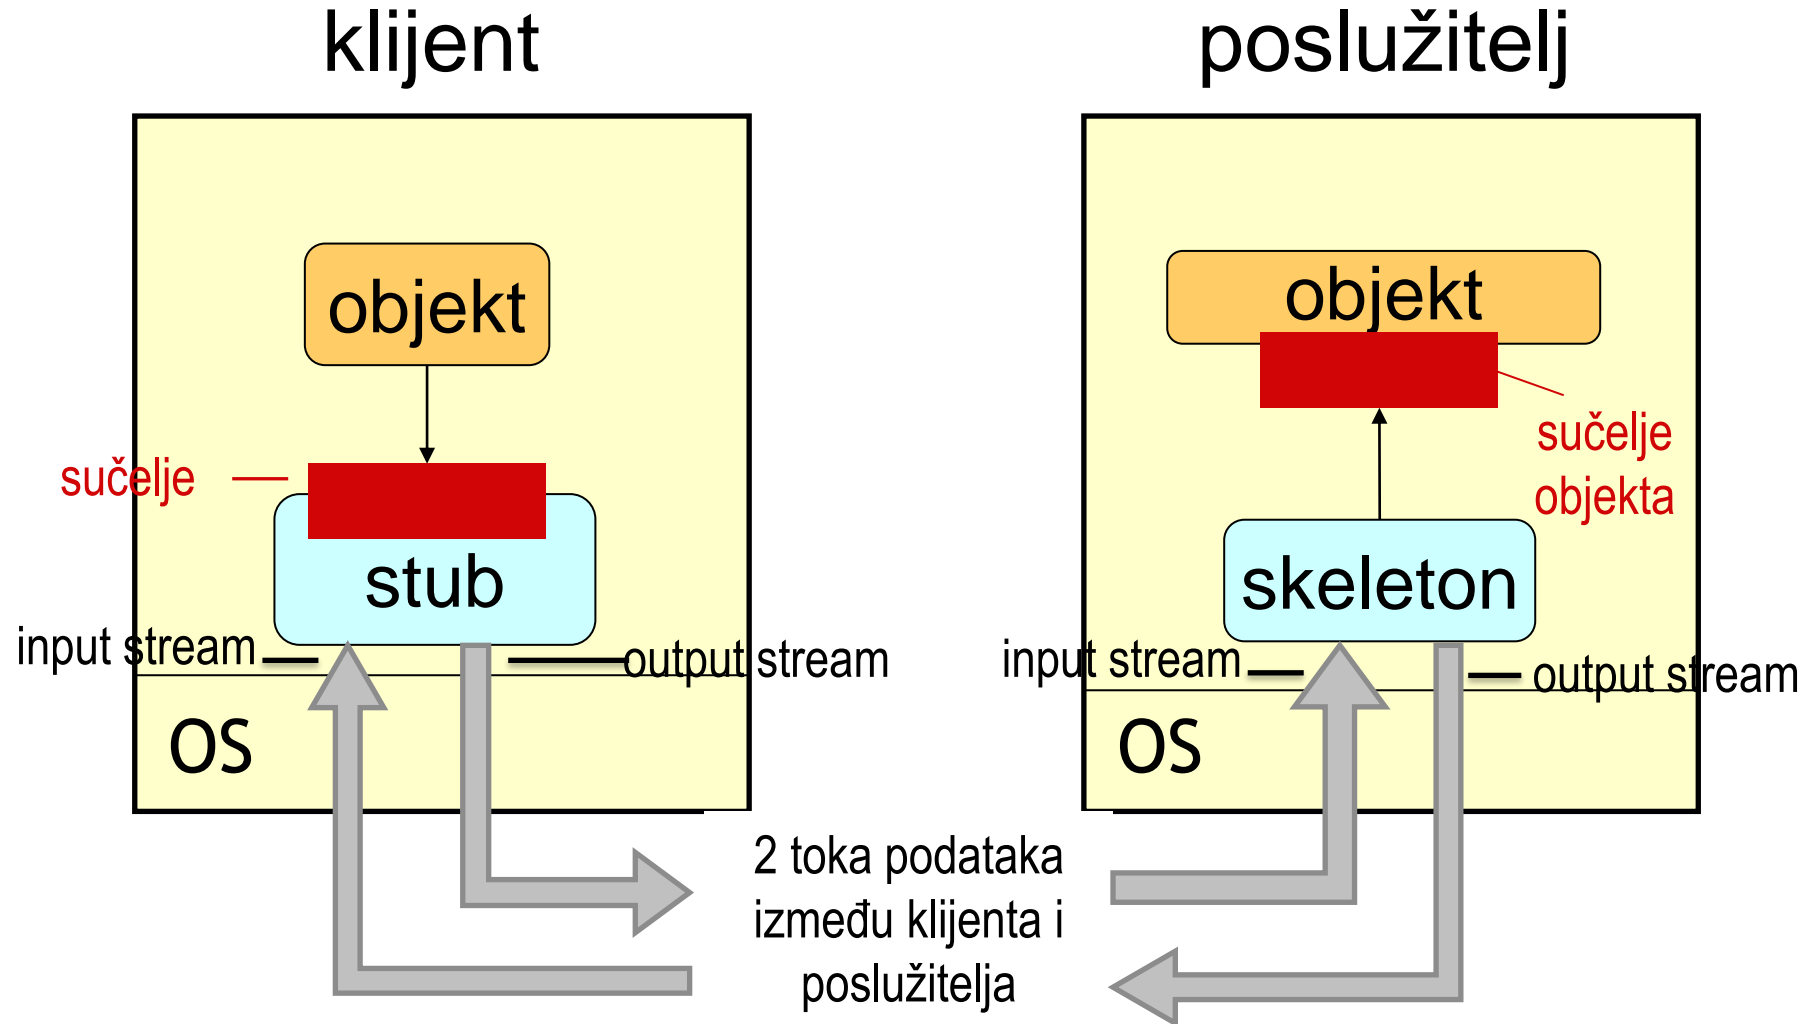 klijent
poslužitelj
objekt
objekt
sučelje
sučelje
objekta
stub
skeleton
input stream
output stream
input stream
output stream
OS
OS
2 toka podataka
između klijenta i
poslužitelja